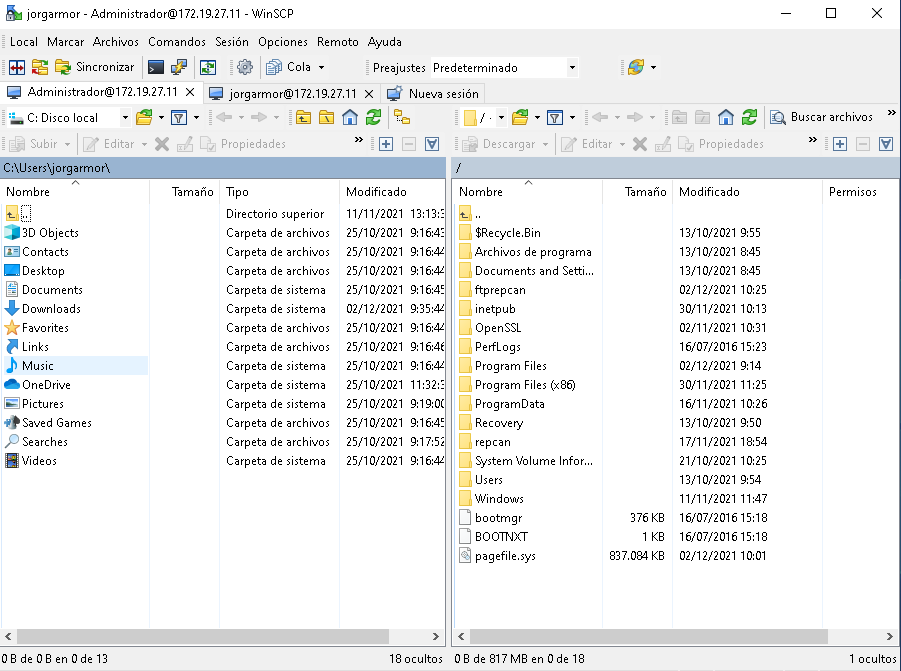 jorgarmor - Administrador@172.19.27.11 - WinSCP
Local Marcar Archivos Comandos Sesión Opciones Remoto Ayuda
Sincronizar Cola Preajustes Predeterminado
Administrador@172.19.27.11 jorgarmor@172.19.27.11 Nueva sesión
C: Disco local
Subir Editar Propiedades
C:\Users\jorgarmor\
Nombre Tamaño Tipo Modificado
.. Directorio superior 11/11/2021 13:13:3
3D Objects Carpeta de archivos 25/10/2021 9:16:43
Contacts Carpeta de archivos 25/10/2021 9:16:44
Desktop Carpeta de archivos 25/10/2021 9:16:44
Documents Carpeta de sistema 25/10/2021 9:16:45
Downloads Carpeta de sistema 02/12/2021 9:35:44
Favorites Carpeta de archivos 25/10/2021 9:16:44
Links Carpeta de archivos 25/10/2021 9:16:46
Music Carpeta de sistema 25/10/2021 9:16:44
OneDrive Carpeta de sistema 25/10/2021 11:32:3
Pictures Carpeta de sistema 25/10/2021 9:19:00
Saved Games Carpeta de archivos 25/10/2021 9:16:45
Searches Carpeta de archivos 25/10/2021 9:17:52
Videos Carpeta de sistema 25/10/2021 9:16:44
0 B de 0 B en 0 de 13 18 ocultos
/ Buscar archivos
Descargar Editar Propiedades
/
Nombre Tamaño Modificado Permisos
..
$Recycle.Bin 13/10/2021 9:55
Archivos de programa 13/10/2021 8:45
Documents and Setti... 13/10/2021 8:45
ftprepcan 02/12/2021 10:25
inetpub 30/11/2021 10:13
OpenSSL 02/11/2021 10:31
PerfLogs 16/07/2016 15:23
Program Files 02/12/2021 9:14
Program Files (x86) 30/11/2021 11:25
ProgramData 16/11/2021 10:26
Recovery 13/10/2021 9:50
repcan 17/11/2021 18:54
System Volume Infor... 21/10/2021 10:25
Users 13/10/2021 9:54
Windows 11/11/2021 11:47
bootmgr 376 KB 16/07/2016 15:18
BOOTNXT 1 KB 16/07/2016 15:18
pagefile.sys 837.084 KB 02/12/2021 10:01
0 B de 817 MB en 0 de 18 1 ocultos